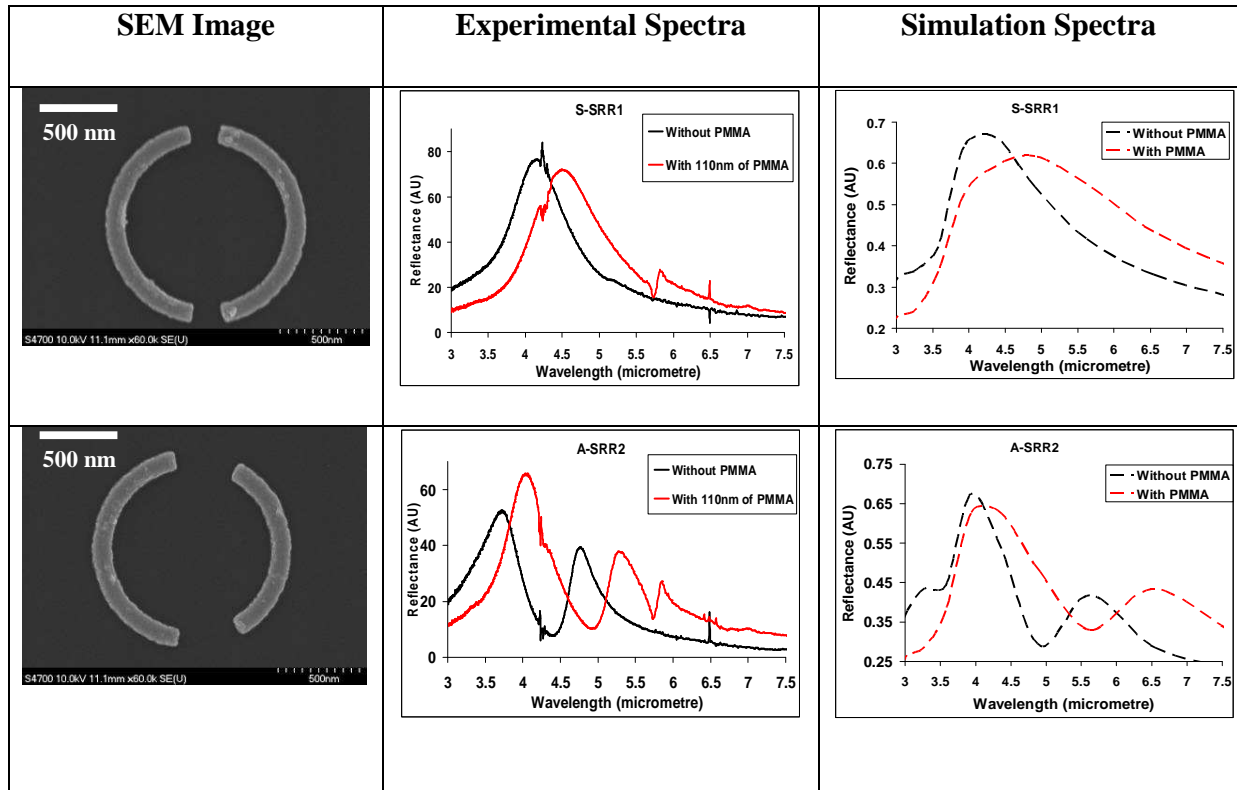 SEM Image
Experimental Spectra
Simulation Spectra
500 nm
S4700 10.0kV 11.1mm x60.0k SE(U)
500nm
S-SRR1
Without PMMA
With 110nm of PMMA
Reflectance (AU)
80
60
40
20
0
3 3.5 4 4.5 5 5.5 6 6.5 7 7.5
Wavelength (micrometre)
S-SRR1
Without PMMA
With PMMA
Reflectance (AU)
0.7
0.6
0.5
0.4
0.3
0.2
3 3.5 4 4.5 5 5.5 6 6.5 7 7.5
Wavelength (micrometre)
500 nm
S4700 10.0kV 11.1mm x60.0k SE(U)
500nm
A-SRR2
Without PMMA
With 110nm of PMMA
Reflectance (AU)
60
40
20
0
3 3.5 4 4.5 5 5.5 6 6.5 7 7.5
Wavelength (micrometre)
A-SRR2
Without PMMA
With PMMA
Reflectance (AU)
0.75
0.65
0.55
0.45
0.35
0.25
3 3.5 4 4.5 5 5.5 6 6.5 7 7.5
Wavelength (micrometre)